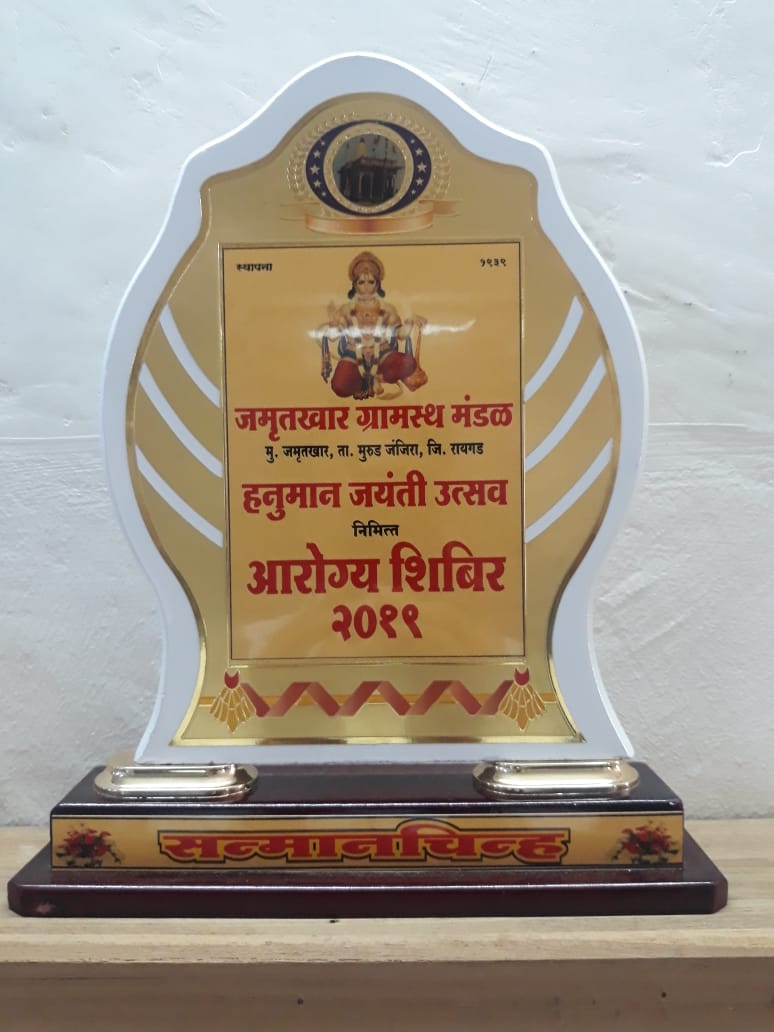 स्थापना १९३९
जमृतखार ग्रामस्थ मंडळ
मु. जमृतखार, ता. मुरुड जंजिरा, जि. रायगड
हनुमान जयंती उत्सव
निमित्त
आरोग्य शिबिर
२०१९
सन्मानचिन्ह